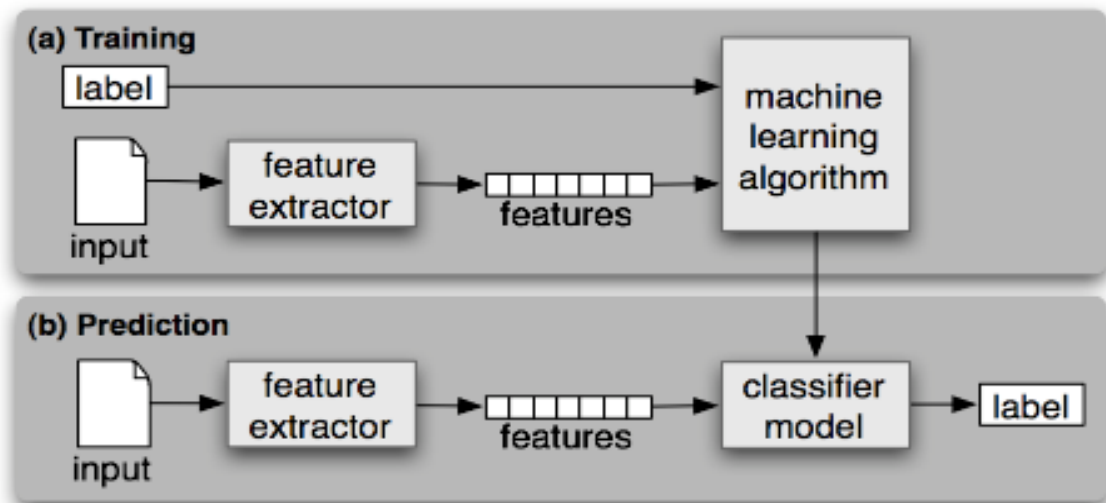 (a) Training
label
machine
learning
algorithm
feature
extractor
features
input
(b) Prediction
feature
extractor
features
classifier
model
label
input